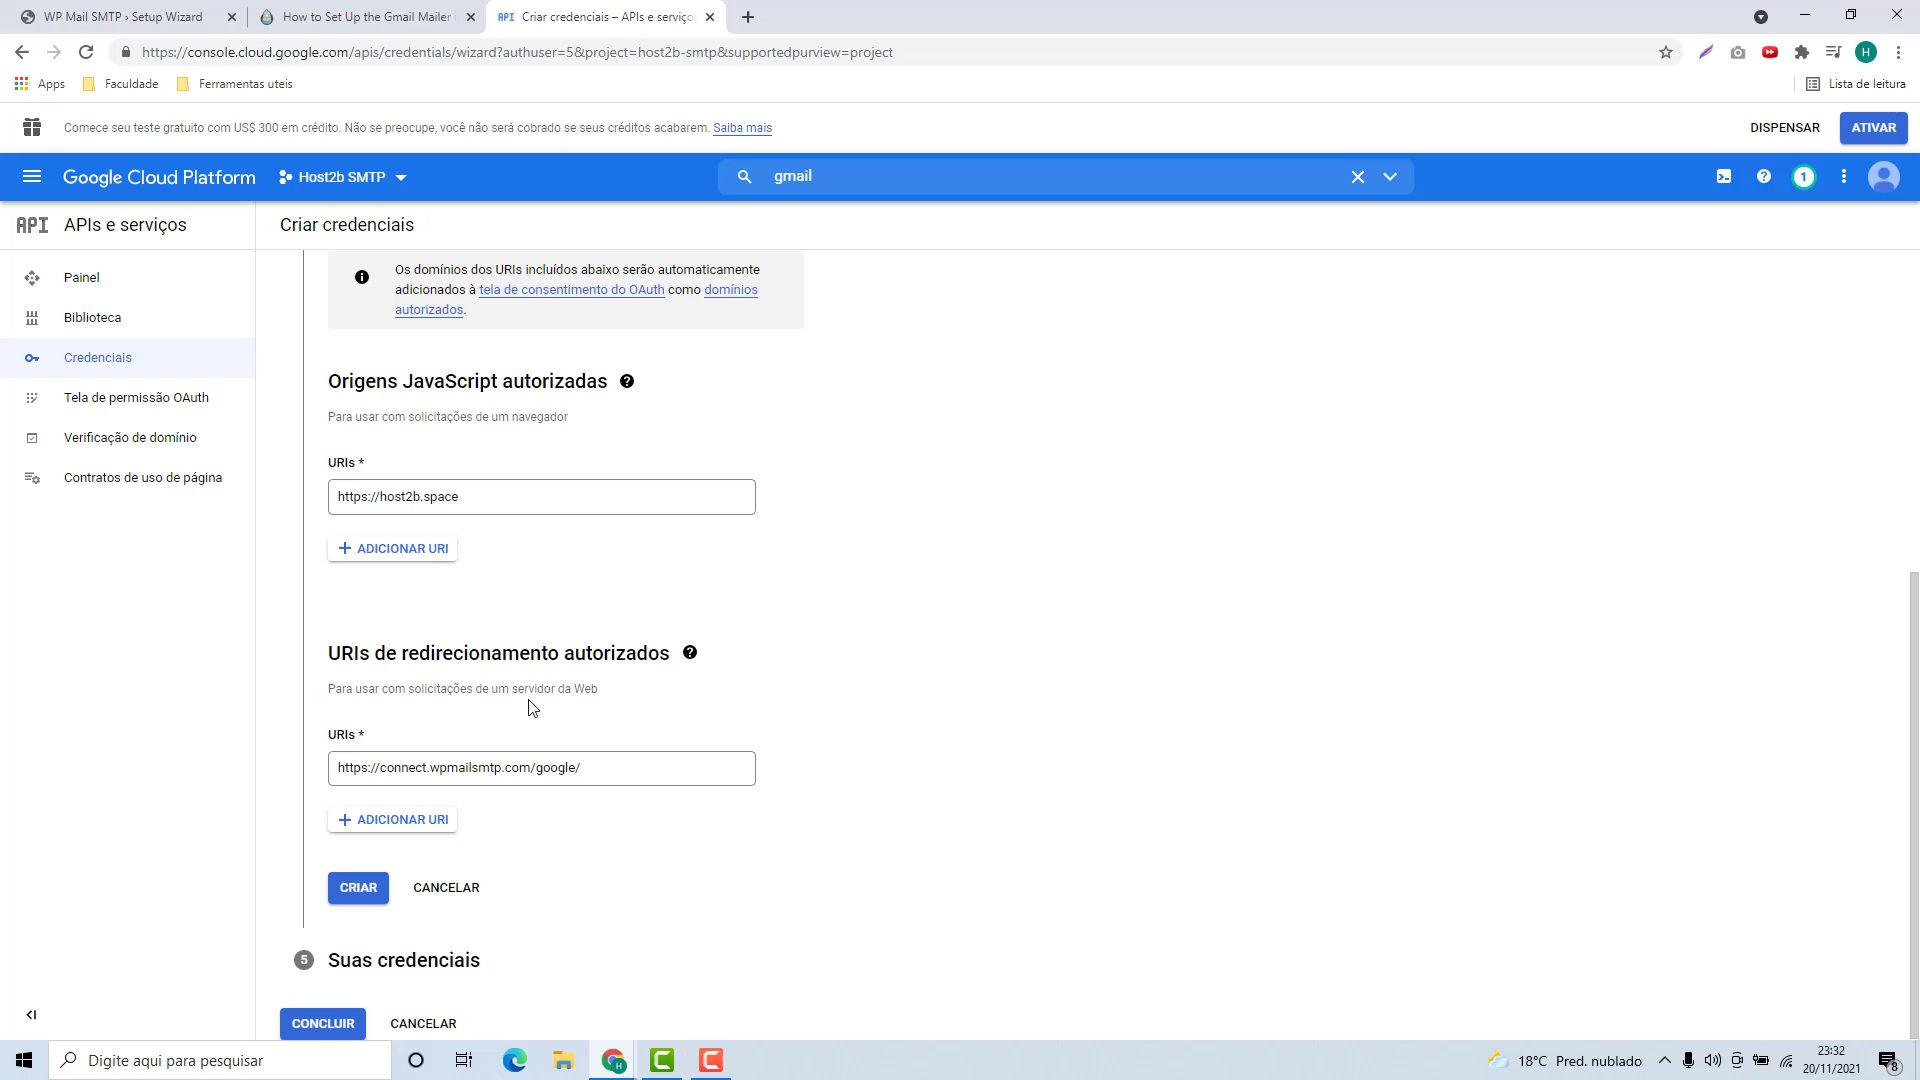 WP Mail SMTP › Setup Wizard
How to Set Up the Gmail Mailer i
API Criar credenciais – APIs e serviço
https://console.cloud.google.com/apis/credentials/wizard?authuser=5&project=host2b-smtp&supportedpurview=project
H
Apps
Faculdade
Ferramentas uteis
Lista de leitura
Comece seu teste gratuito com US$ 300 em crédito. Não se preocupe, você não será cobrado se seus créditos acabarem. Saiba mais
DISPENSAR
ATIVAR
Google Cloud Platform
Host2b SMTP
gmail
1
API APIs e serviços
Criar credenciais
Painel
Biblioteca
Credenciais
Tela de permissão OAuth
Verificação de domínio
Contratos de uso de página
Os domínios dos URIs incluídos abaixo serão automaticamente
adicionados à tela de consentimento do OAuth como domínios
autorizados.
Origens JavaScript autorizadas
Para usar com solicitações de um navegador
URIs *
https://host2b.space
ADICIONAR URI
URIs de redirecionamento autorizados
Para usar com solicitações de um servidor da Web
URIs *
https://connect.wpmailsmtp.com/google/
ADICIONAR URI
CRIAR
CANCELAR
5 Suas credenciais
CONCLUIR
CANCELAR
Digite aqui para pesquisar
18°C Pred. nublado
23:32
20/11/2021
8